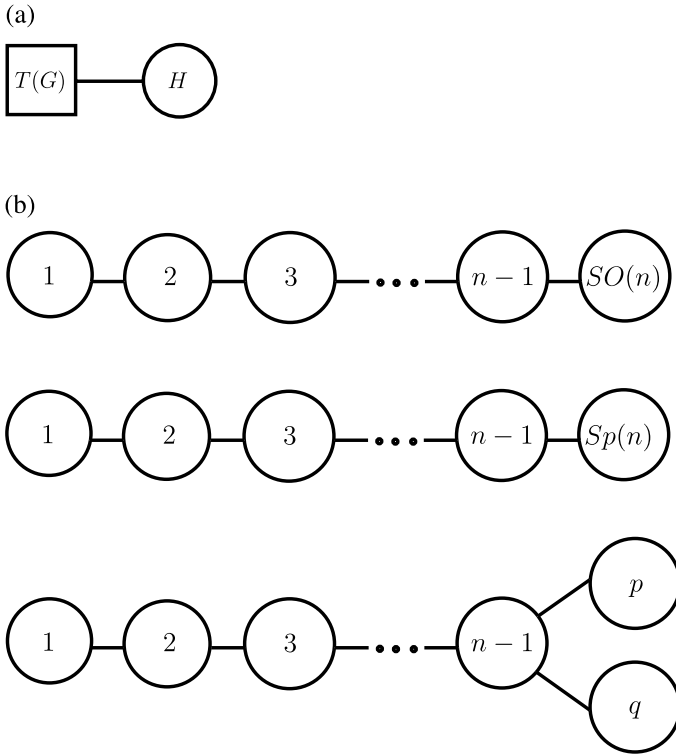 (a)
T(G) H
(b)
1 2 3 n − 1 SO(n)
1 2 3 n − 1 Sp(n)
p
1 2 3 n − 1
q